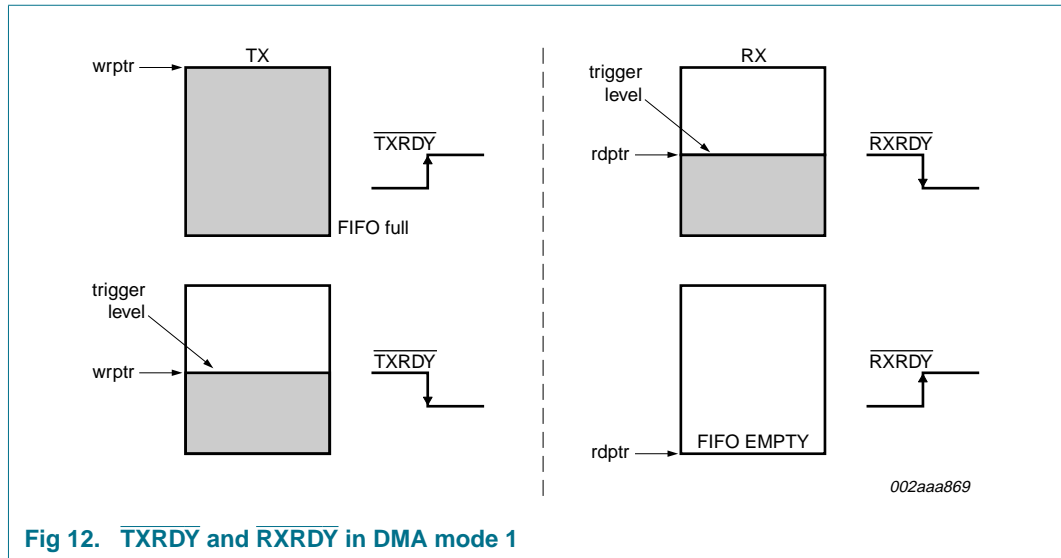 TX
wrptr
TXRDY
FIFO full
trigger
level
wrptr
TXRDY
RX
trigger
level
rdptr
RXRDY
RXRDY
FIFO EMPTY
rdptr
002aaa869
Fig 12. TXRDY and RXRDY in DMA mode 1